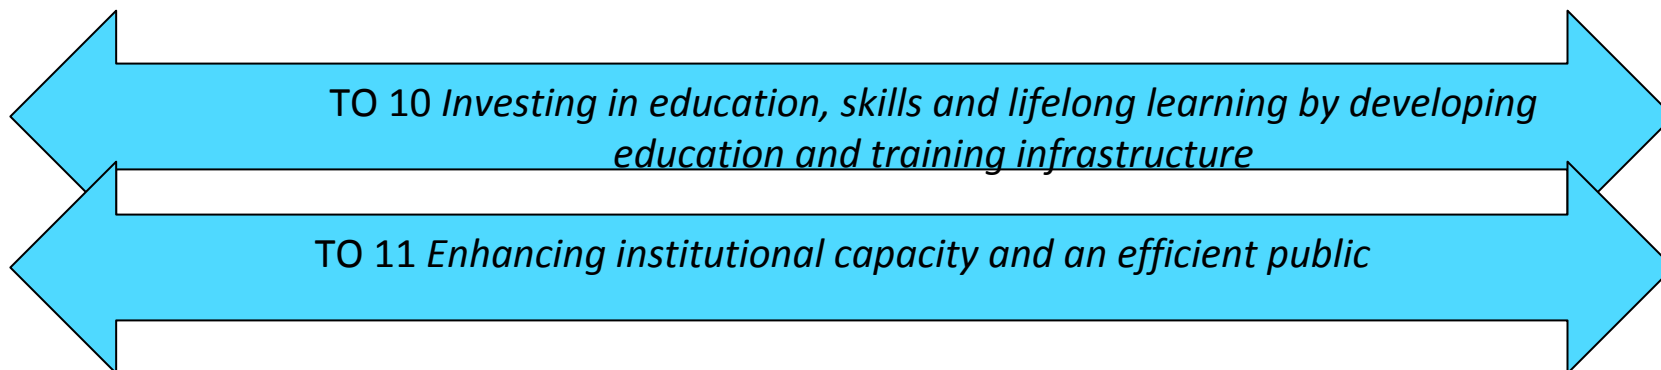 TO 10 Investing in education, skills and lifelong learning by developing
education and training infrastructure
TO 11 Enhancing institutional capacity and an efficient public